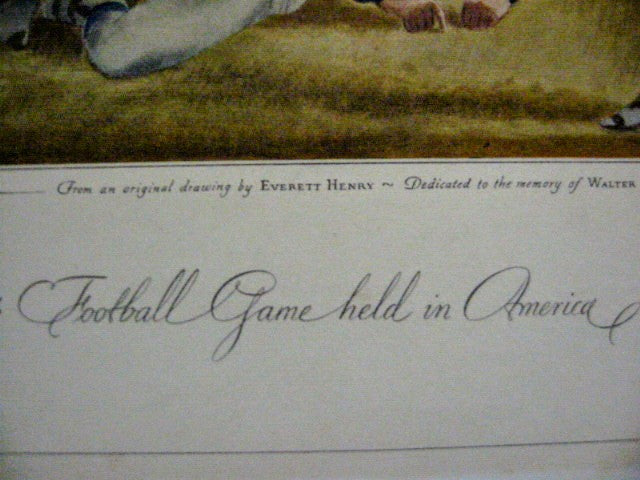 From an original drawing by EVERETT HENRY ~ Dedicated to the memory of WALTER
Football Game held in America